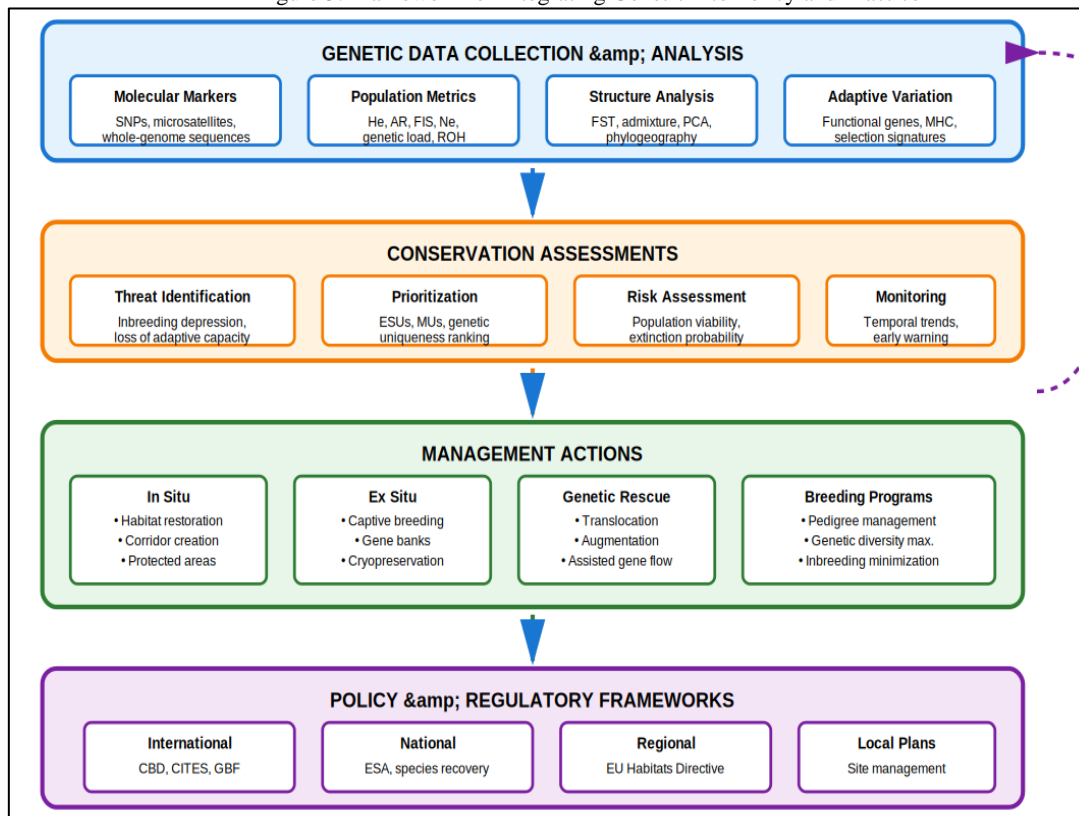 GENETIC DATA COLLECTION &amp; ANALYSIS
Molecular Markers
SNPs, microsatellites,
whole-genome sequences
Population Metrics
He, AR, FIS, Ne,
genetic load, ROH
Structure Analysis
FST, admixture, PCA,
phylogeography
Adaptive Variation
Functional genes, MHC,
selection signatures
CONSERVATION ASSESSMENTS
Threat Identification
Inbreeding depression,
loss of adaptive capacity
Prioritization
ESUs, MUs, genetic
uniqueness ranking
Risk Assessment
Population viability,
extinction probability
Monitoring
Temporal trends,
early warning
MANAGEMENT ACTIONS
In Situ
• Habitat restoration
• Corridor creation
• Protected areas
Ex Situ
• Captive breeding
• Gene banks
• Cryopreservation
Genetic Rescue
• Translocation
• Augmentation
• Assisted gene flow
Breeding Programs
• Pedigree management
• Genetic diversity max.
• Inbreeding minimization
POLICY &amp; REGULATORY FRAMEWORKS
International
CBD, CITES, GBF
National
ESA, species recovery
Regional
EU Habitats Directive
Local Plans
Site management